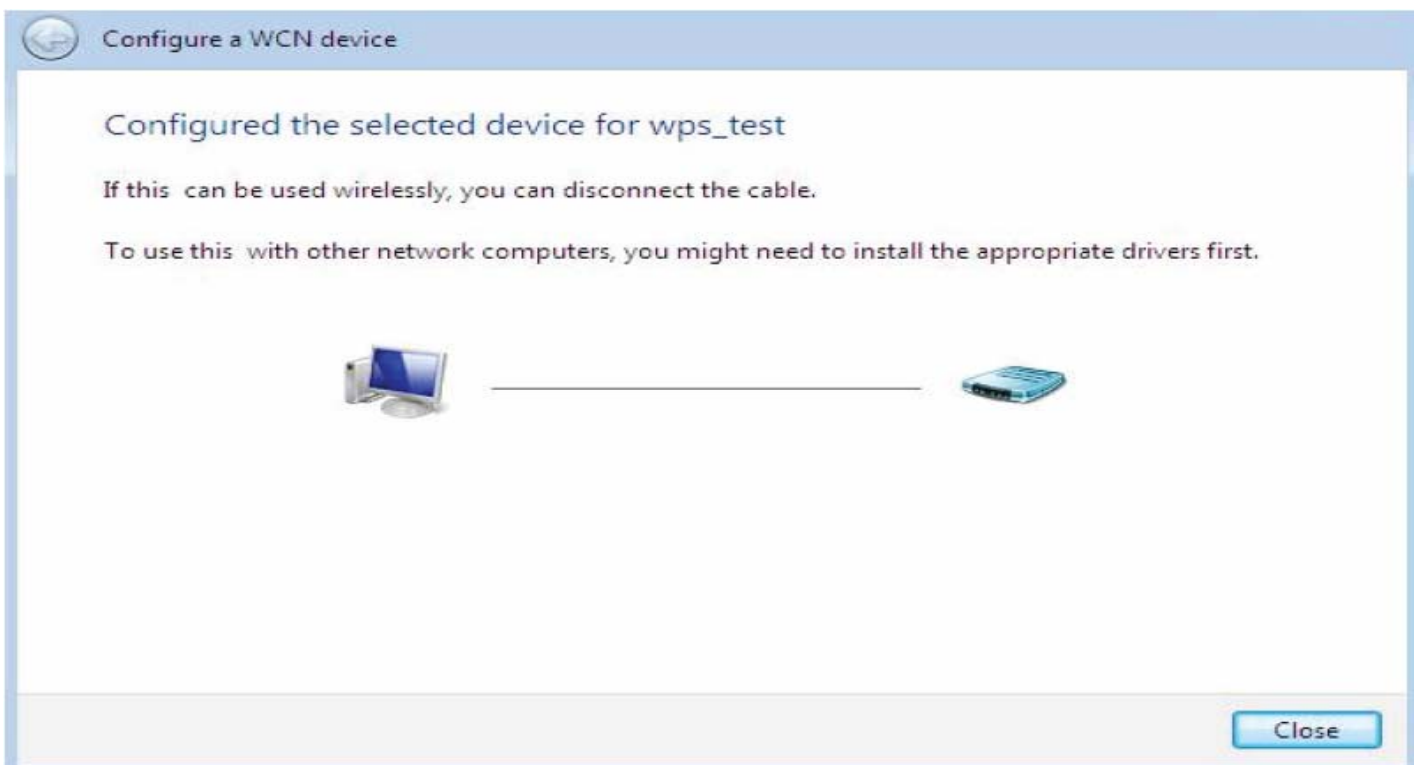 Configure a WCN device
Configured the selected device for wps_test
If this can be used wirelessly, you can disconnect the cable.
To use this with other network computers, you might need to install the appropriate drivers first.
Close